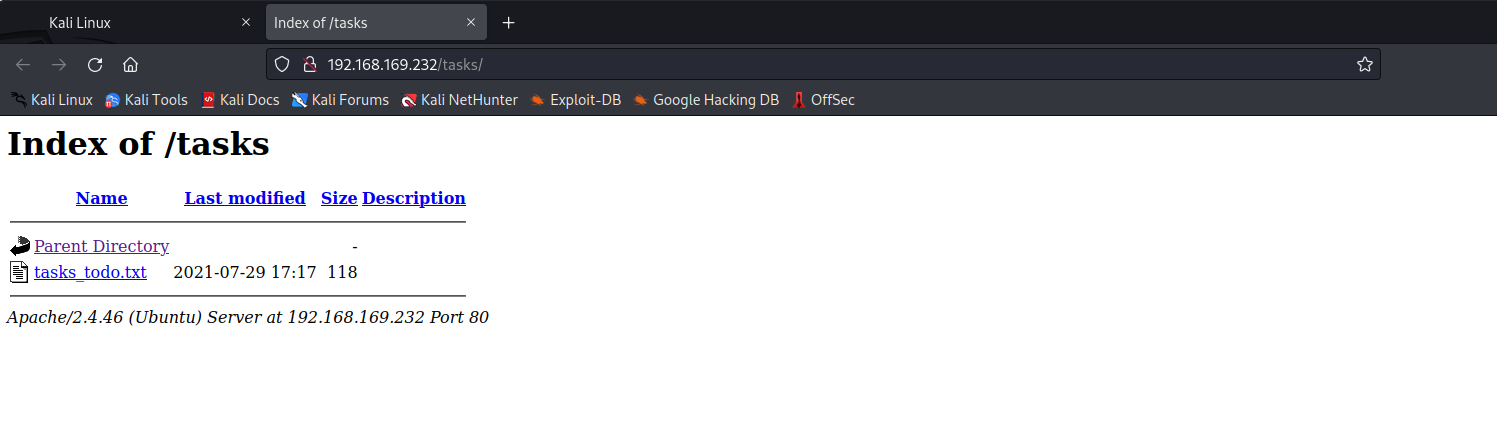 Kali Linux
Index of /tasks
192.168.169.232/tasks/
Kali Linux Kali Tools Kali Docs Kali Forums Kali NetHunter Exploit-DB Google Hacking DB OffSec
Index of /tasks
Name Last modified Size Description
Parent Directory -
tasks_todo.txt 2021-07-29 17:17 118
Apache/2.4.46 (Ubuntu) Server at 192.168.169.232 Port 80